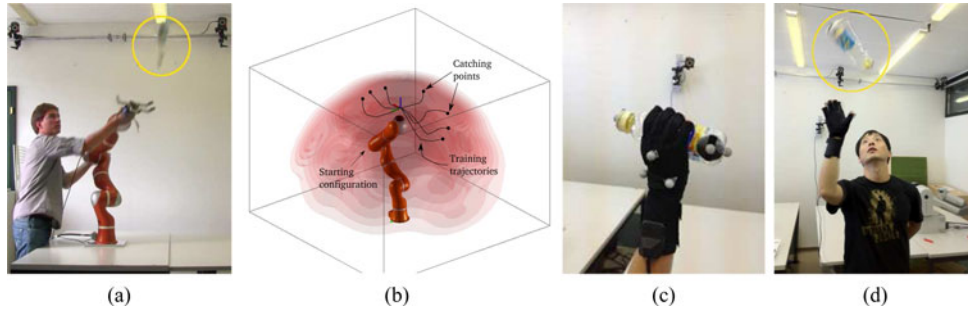 Catching
points
Starting
configuration
Training
trajectories
(a)
(b)
(c)
(d)